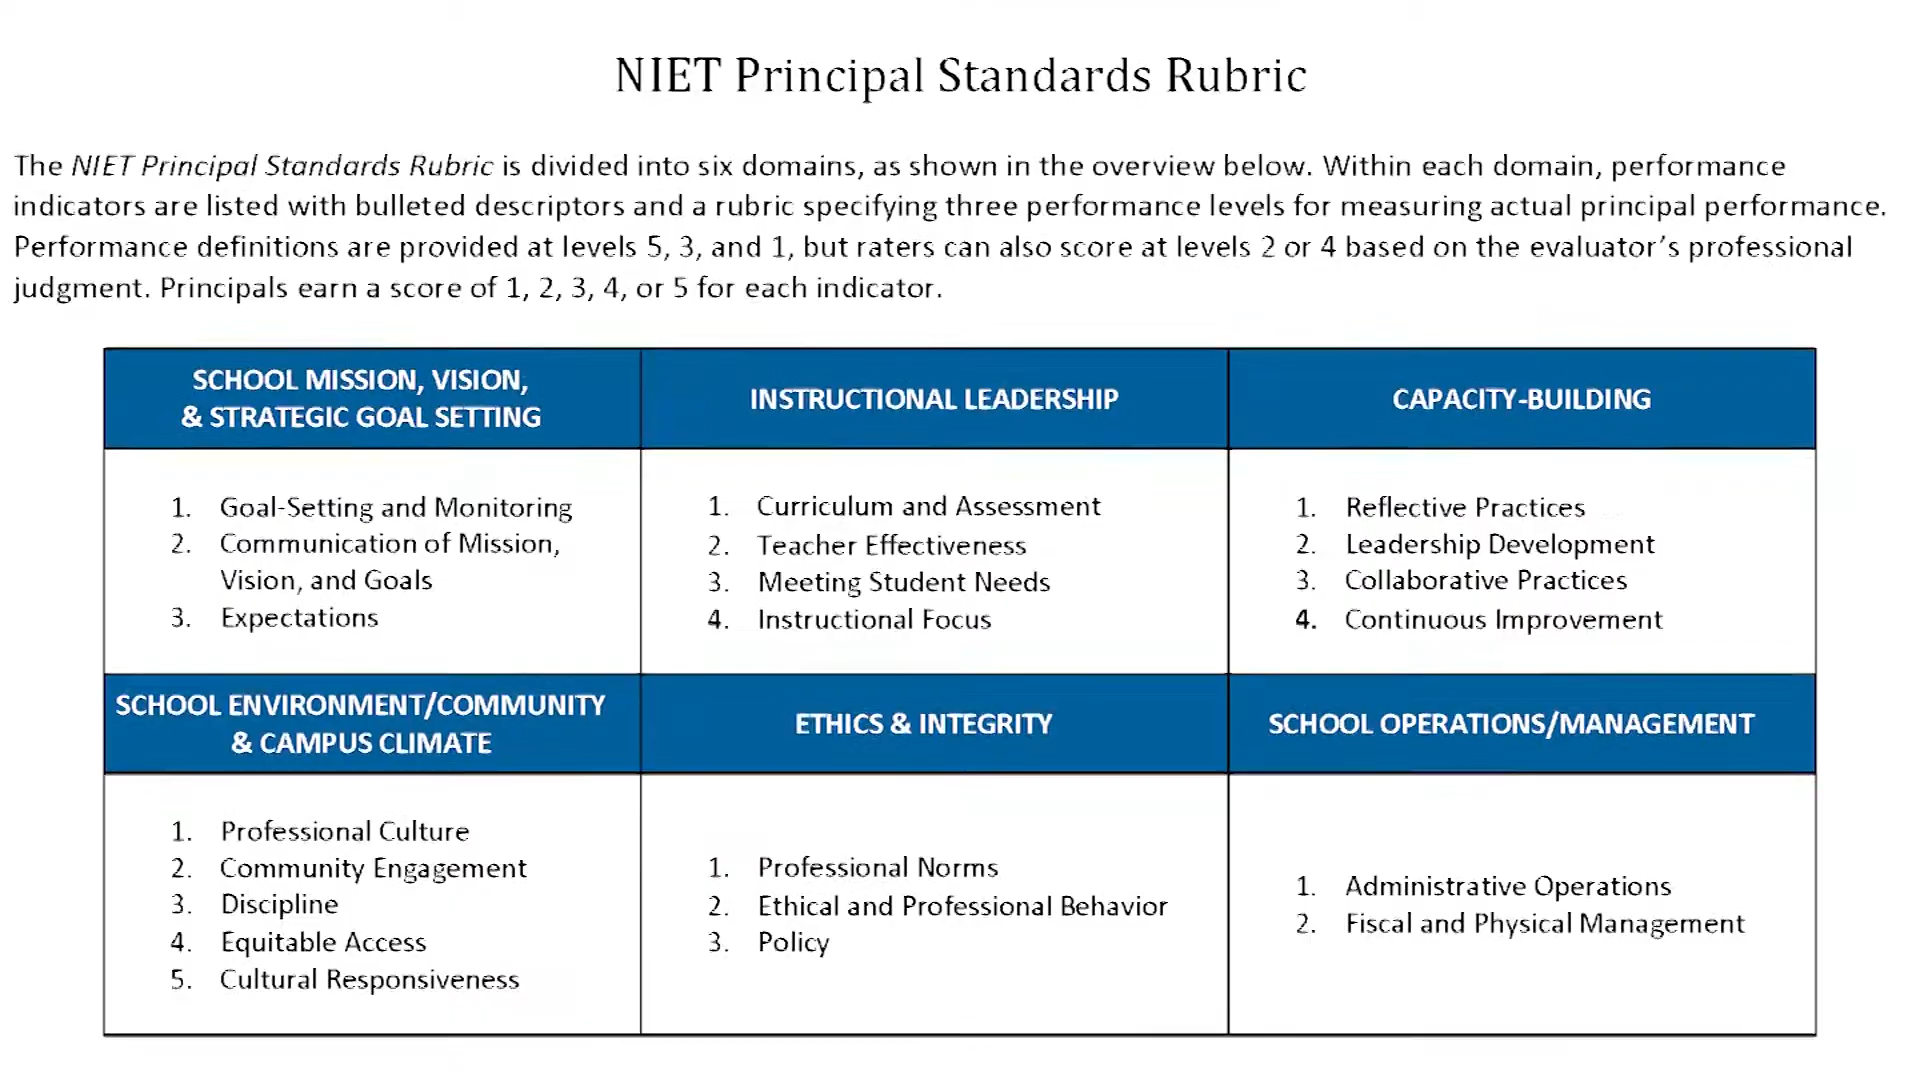 NIET Principal Standards Rubric
The NIET Principal Standards Rubric is divided into six domains, as shown in the overview below. Within each domain, performance
indicators are listed with bulleted descriptors and a rubric specifying three performance levels for measuring actual principal performance.
Performance definitions are provided at levels 5, 3, and 1, but raters can also score at levels 2 or 4 based on the evaluator's professional
judgment. Principals earn a score of 1, 2, 3, 4, or 5 for each indicator.
SCHOOL MISSION, VISION,
& STRATEGIC GOAL SETTING
INSTRUCTIONAL LEADERSHIP
CAPACITY-BUILDING
1. Goal-Setting and Monitoring
2. Communication of Mission,
Vision, and Goals
3. Expectations
1. Curriculum and Assessment
2. Teacher Effectiveness
3. Meeting Student Needs
4. Instructional Focus
1. Reflective Practices
2. Leadership Development
3. Collaborative Practices
4. Continuous Improvement
SCHOOL ENVIRONMENT/COMMUNITY
& CAMPUS CLIMATE
ETHICS & INTEGRITY
SCHOOL OPERATIONS/MANAGEMENT
1. Professional Culture
2. Community Engagement
3. Discipline
4. Equitable Access
5. Cultural Responsiveness
1. Professional Norms
2. Ethical and Professional Behavior
3. Policy
1. Administrative Operations
2. Fiscal and Physical Management